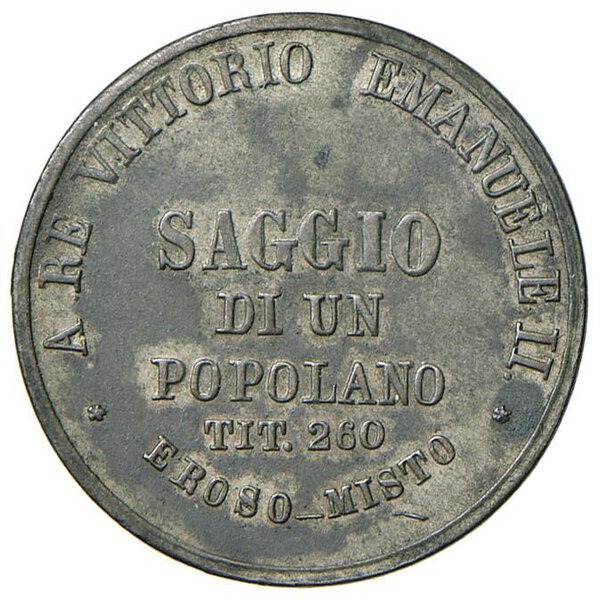 A RE VITTORIO EMANUELE II.
SAGGIO
DI UN
POPOLANO
TIT. 260
* EROSO_MISTO *